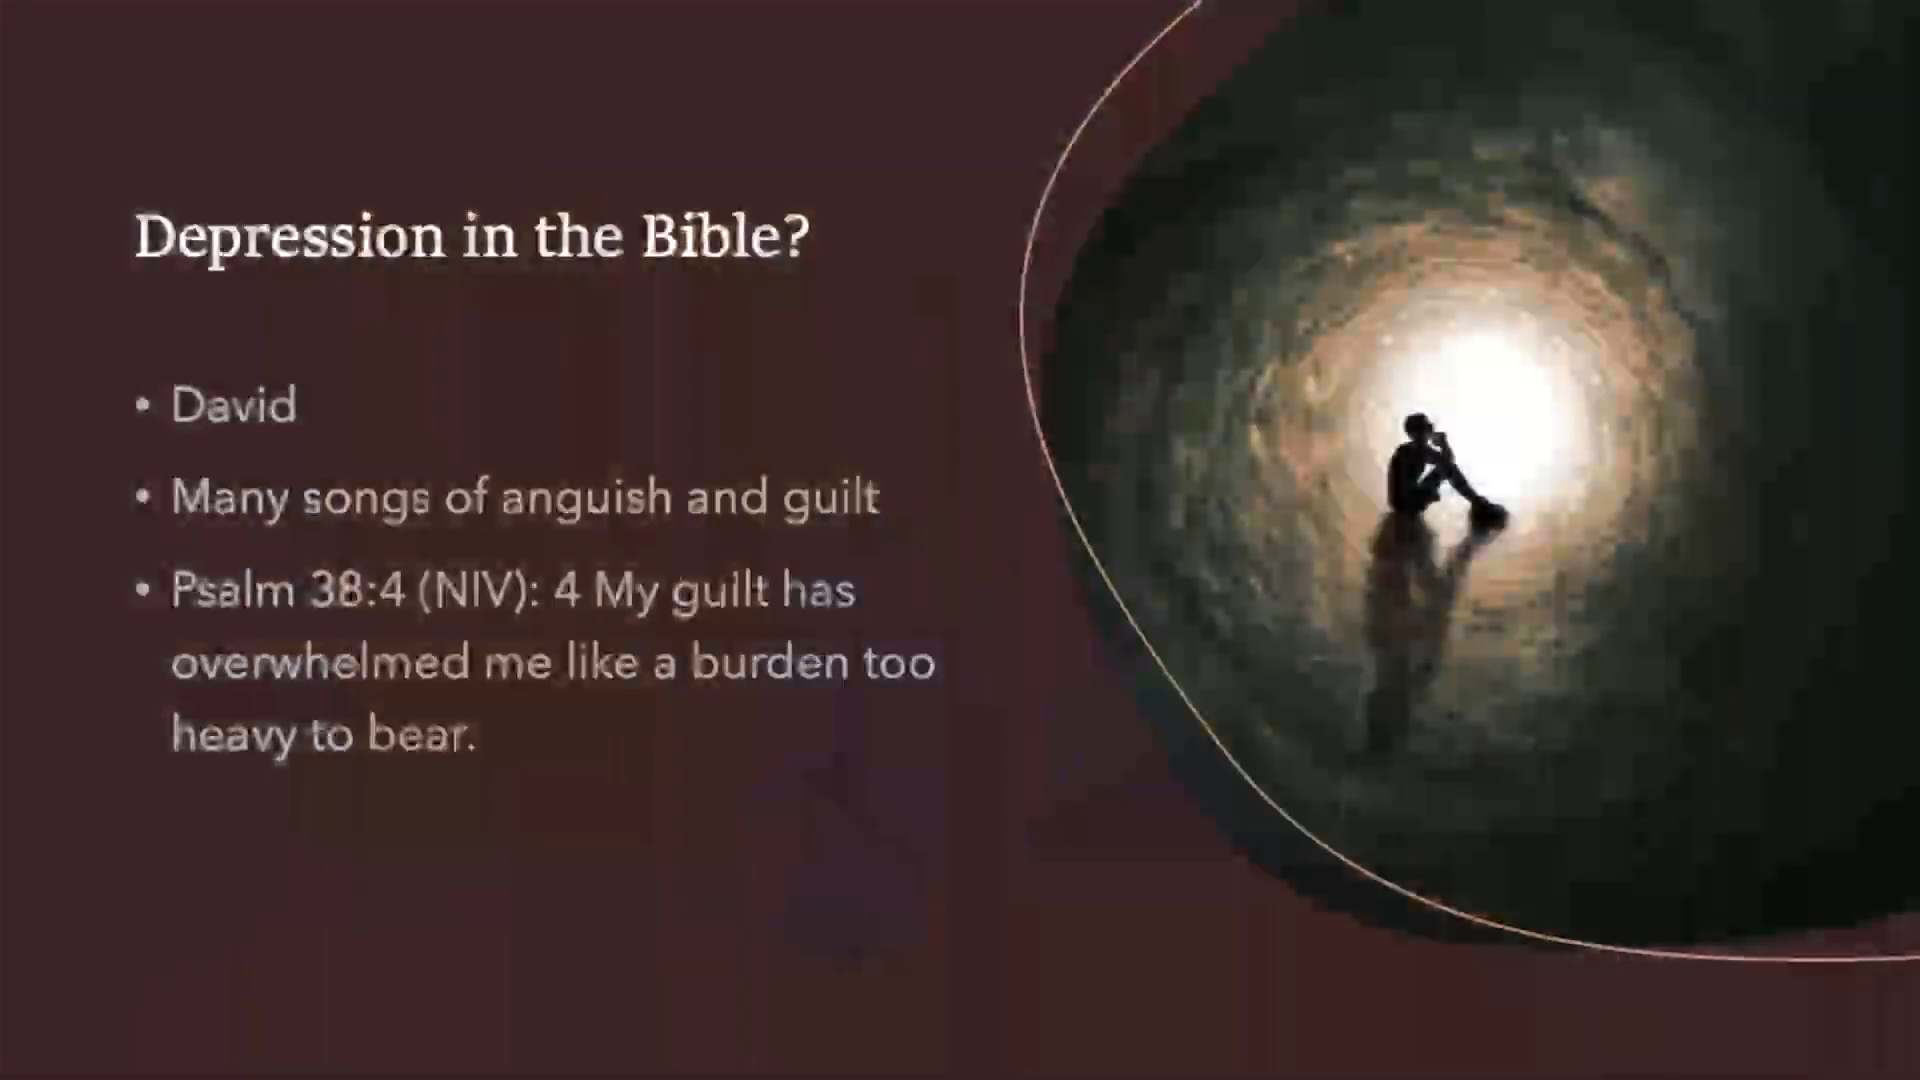 Depression in the Bible?
• David
• Many songs of anguish and guilt
• Psalm 38:4 (NIV): 4 My guilt has
overwhelmed me like a burden too
heavy to bear.